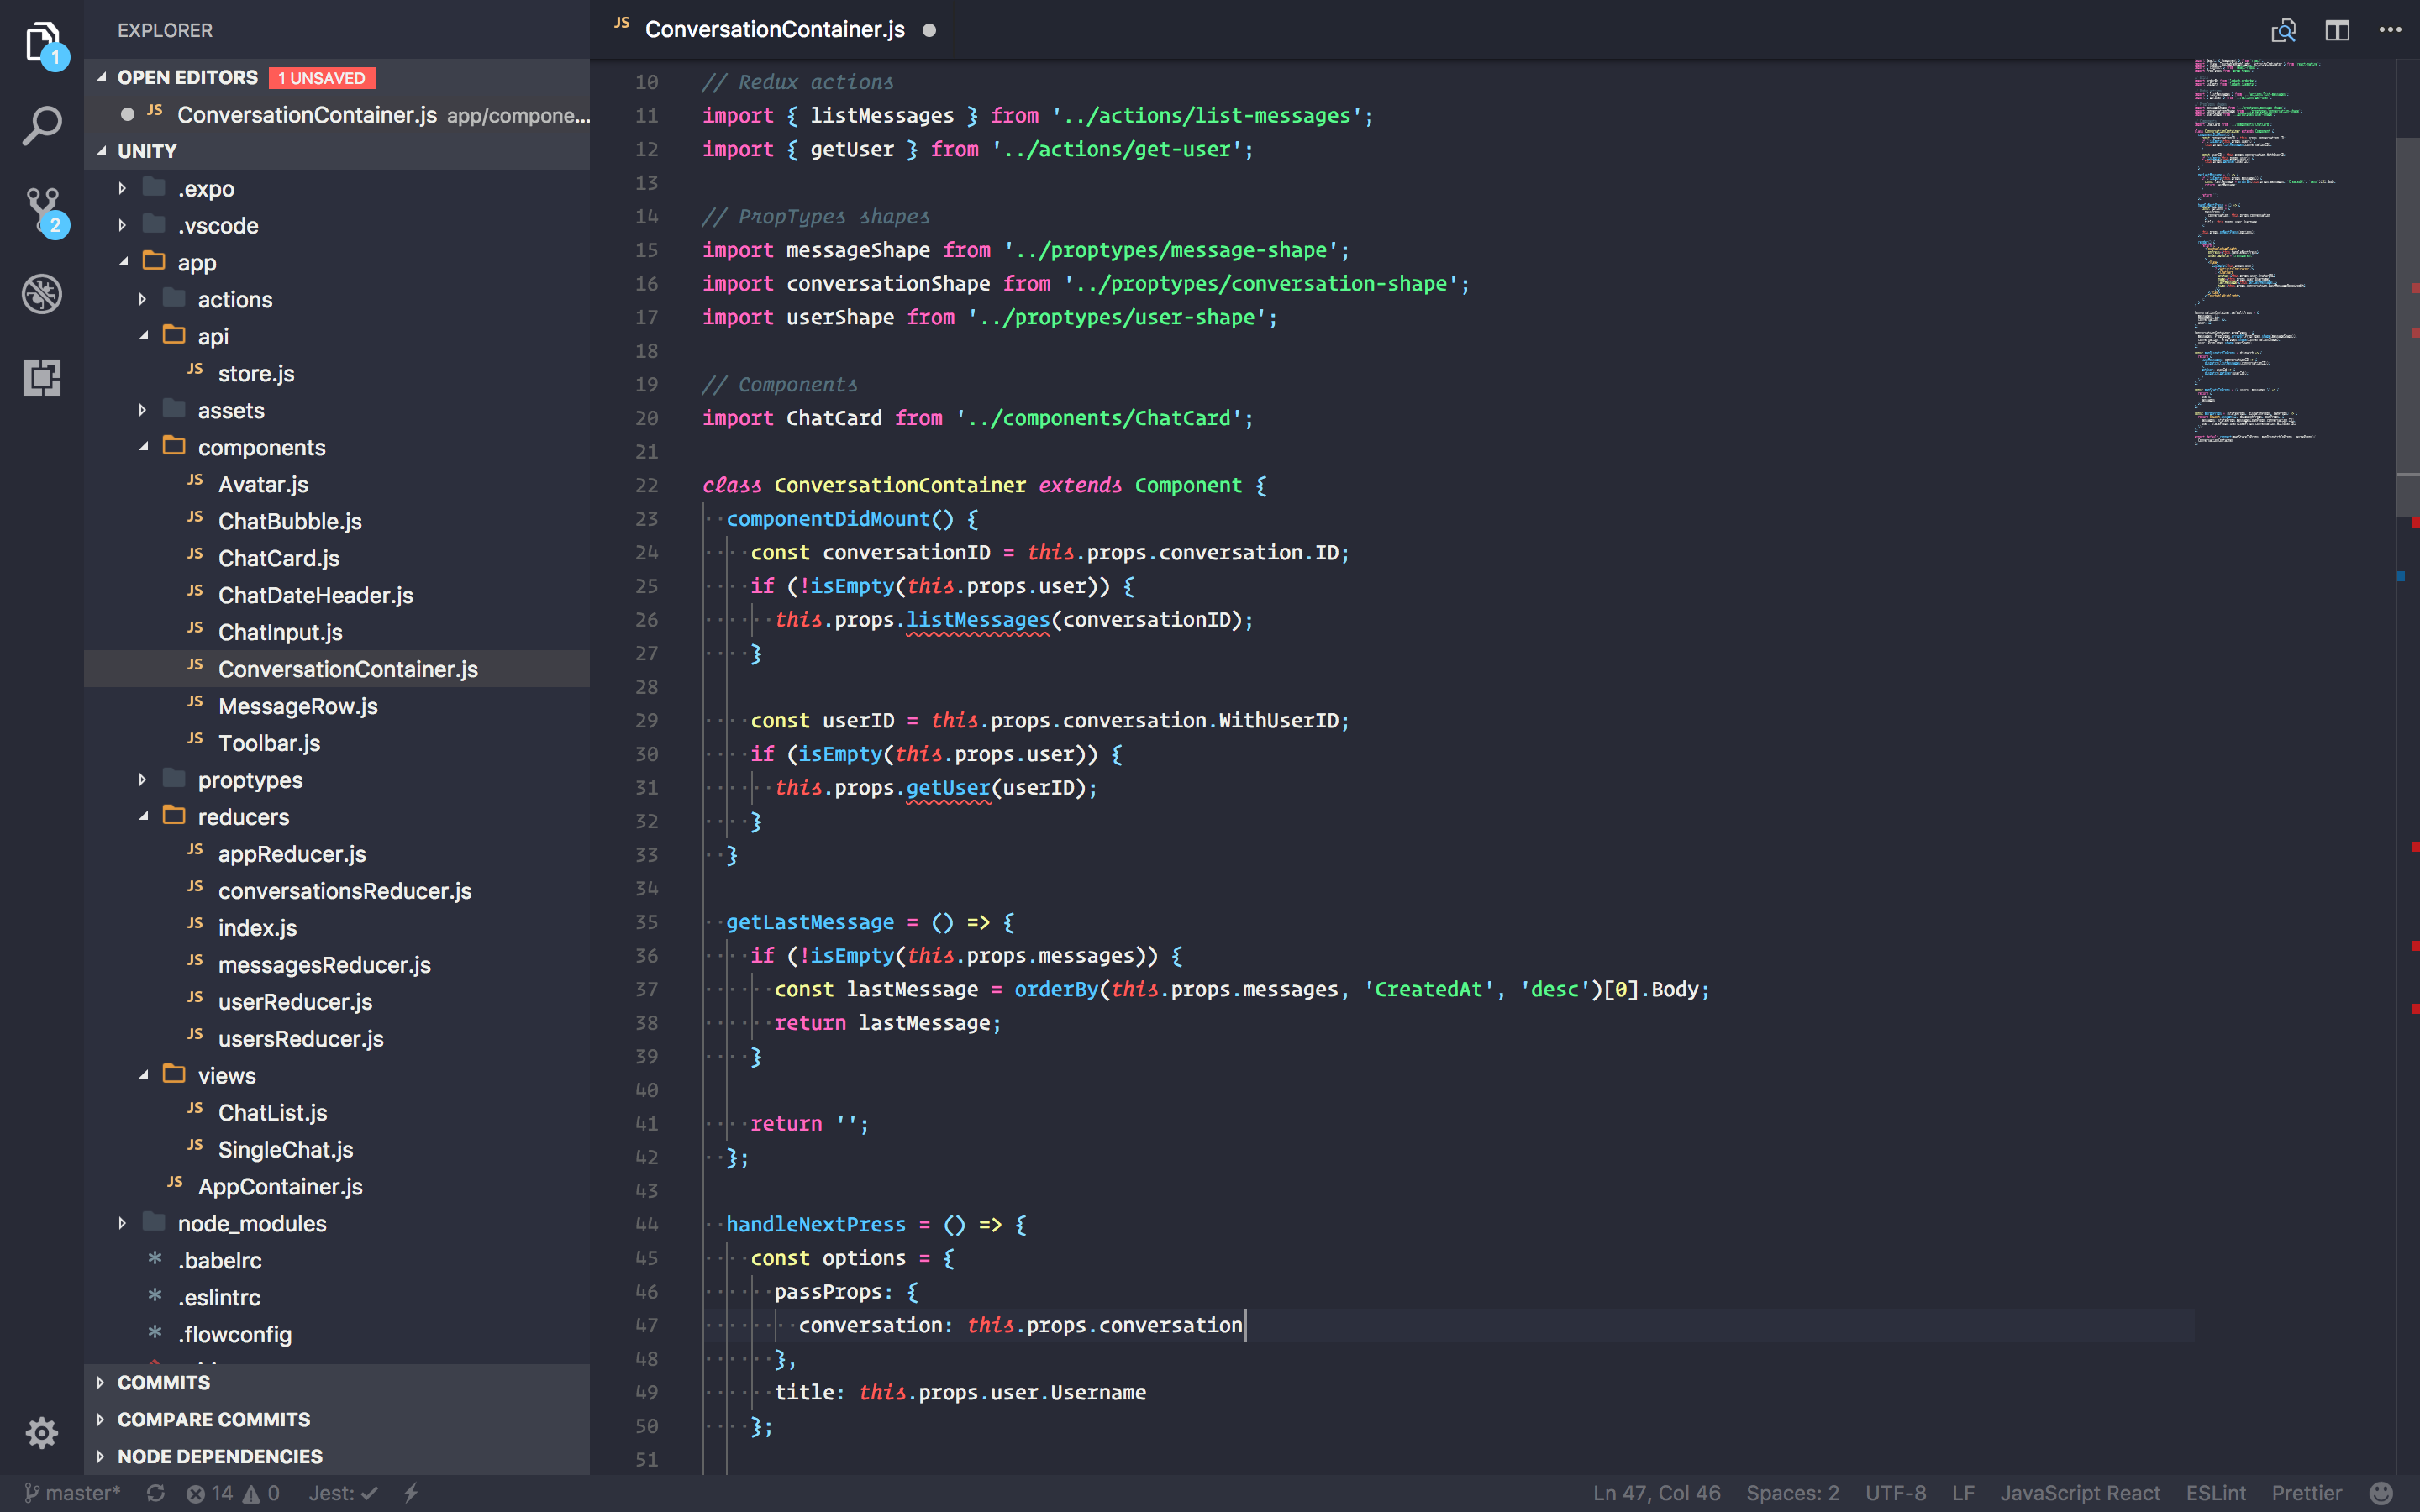 EXPLORER
OPEN EDITORS 1 UNSAVED
JS ConversationContainer.js app/compone...
UNITY
.expo
.vscode
app
actions
api
JS store.js
assets
components
JS Avatar.js
JS ChatBubble.js
JS ChatCard.js
JS ChatDateHeader.js
JS ChatInput.js
JS ConversationContainer.js
JS MessageRow.js
JS Toolbar.js
proptypes
reducers
JS appReducer.js
JS conversationsReducer.js
JS index.js
JS messagesReducer.js
JS userReducer.js
JS usersReducer.js
views
JS ChatList.js
JS SingleChat.js
JS AppContainer.js
node_modules
* .babelrc
* .eslintrc
* .flowconfig
COMMITS
COMPARE COMMITS
NODE DEPENDENCIES
1
2
JS ConversationContainer.js
10 // Redux actions
11 import { listMessages } from '../actions/list-messages';
12 import { getUser } from '../actions/get-user';
13
14 // PropTypes shapes
15 import messageShape from '../proptypes/message-shape';
16 import conversationShape from '../proptypes/conversation-shape';
17 import userShape from '../proptypes/user-shape';
18
19 // Components
20 import ChatCard from '../components/ChatCard';
21
22 class ConversationContainer extends Component {
23 componentDidMount() {
24 const conversationID = this.props.conversation.ID;
25 if (!isEmpty(this.props.user)) {
26 this.props.listMessages(conversationID);
27 }
28
29 const userID = this.props.conversation.WithUserID;
30 if (isEmpty(this.props.user)) {
31 this.props.getUser(userID);
32 }
33 }
34
35 getLastMessage = () => {
36 if (!isEmpty(this.props.messages)) {
37 const lastMessage = orderBy(this.props.messages, 'CreatedAt', 'desc')[0].Body;
38 return lastMessage;
39 }
40
41 return '';
42 };
43
44 handleNextPress = () => {
45 const options = {
46 passProps: {
47 conversation: this.props.conversation
48 },
49 title: this.props.user.Username
50 };
51
master* 14 0 Jest: ✓ Ln 47, Col 46 Spaces: 2 UTF-8 LF JavaScript React ESLint Prettier